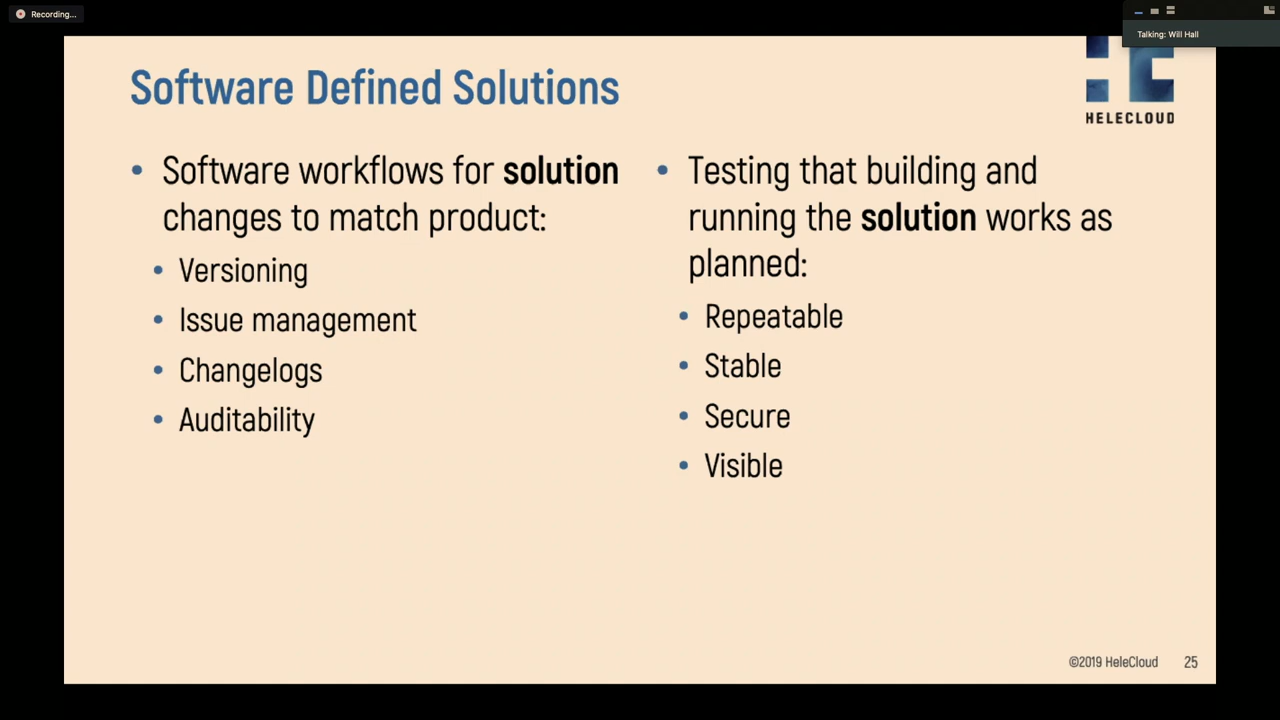 Recording...
Talking: Will Hall
HELECLOUD
Software Defined Solutions
• Software workflows for solution
changes to match product:
• Versioning
• Issue management
• Changelogs
• Auditability
• Testing that building and
running the solution works as
planned:
• Repeatable
• Stable
• Secure
• Visible
©2019 HeleCloud 25